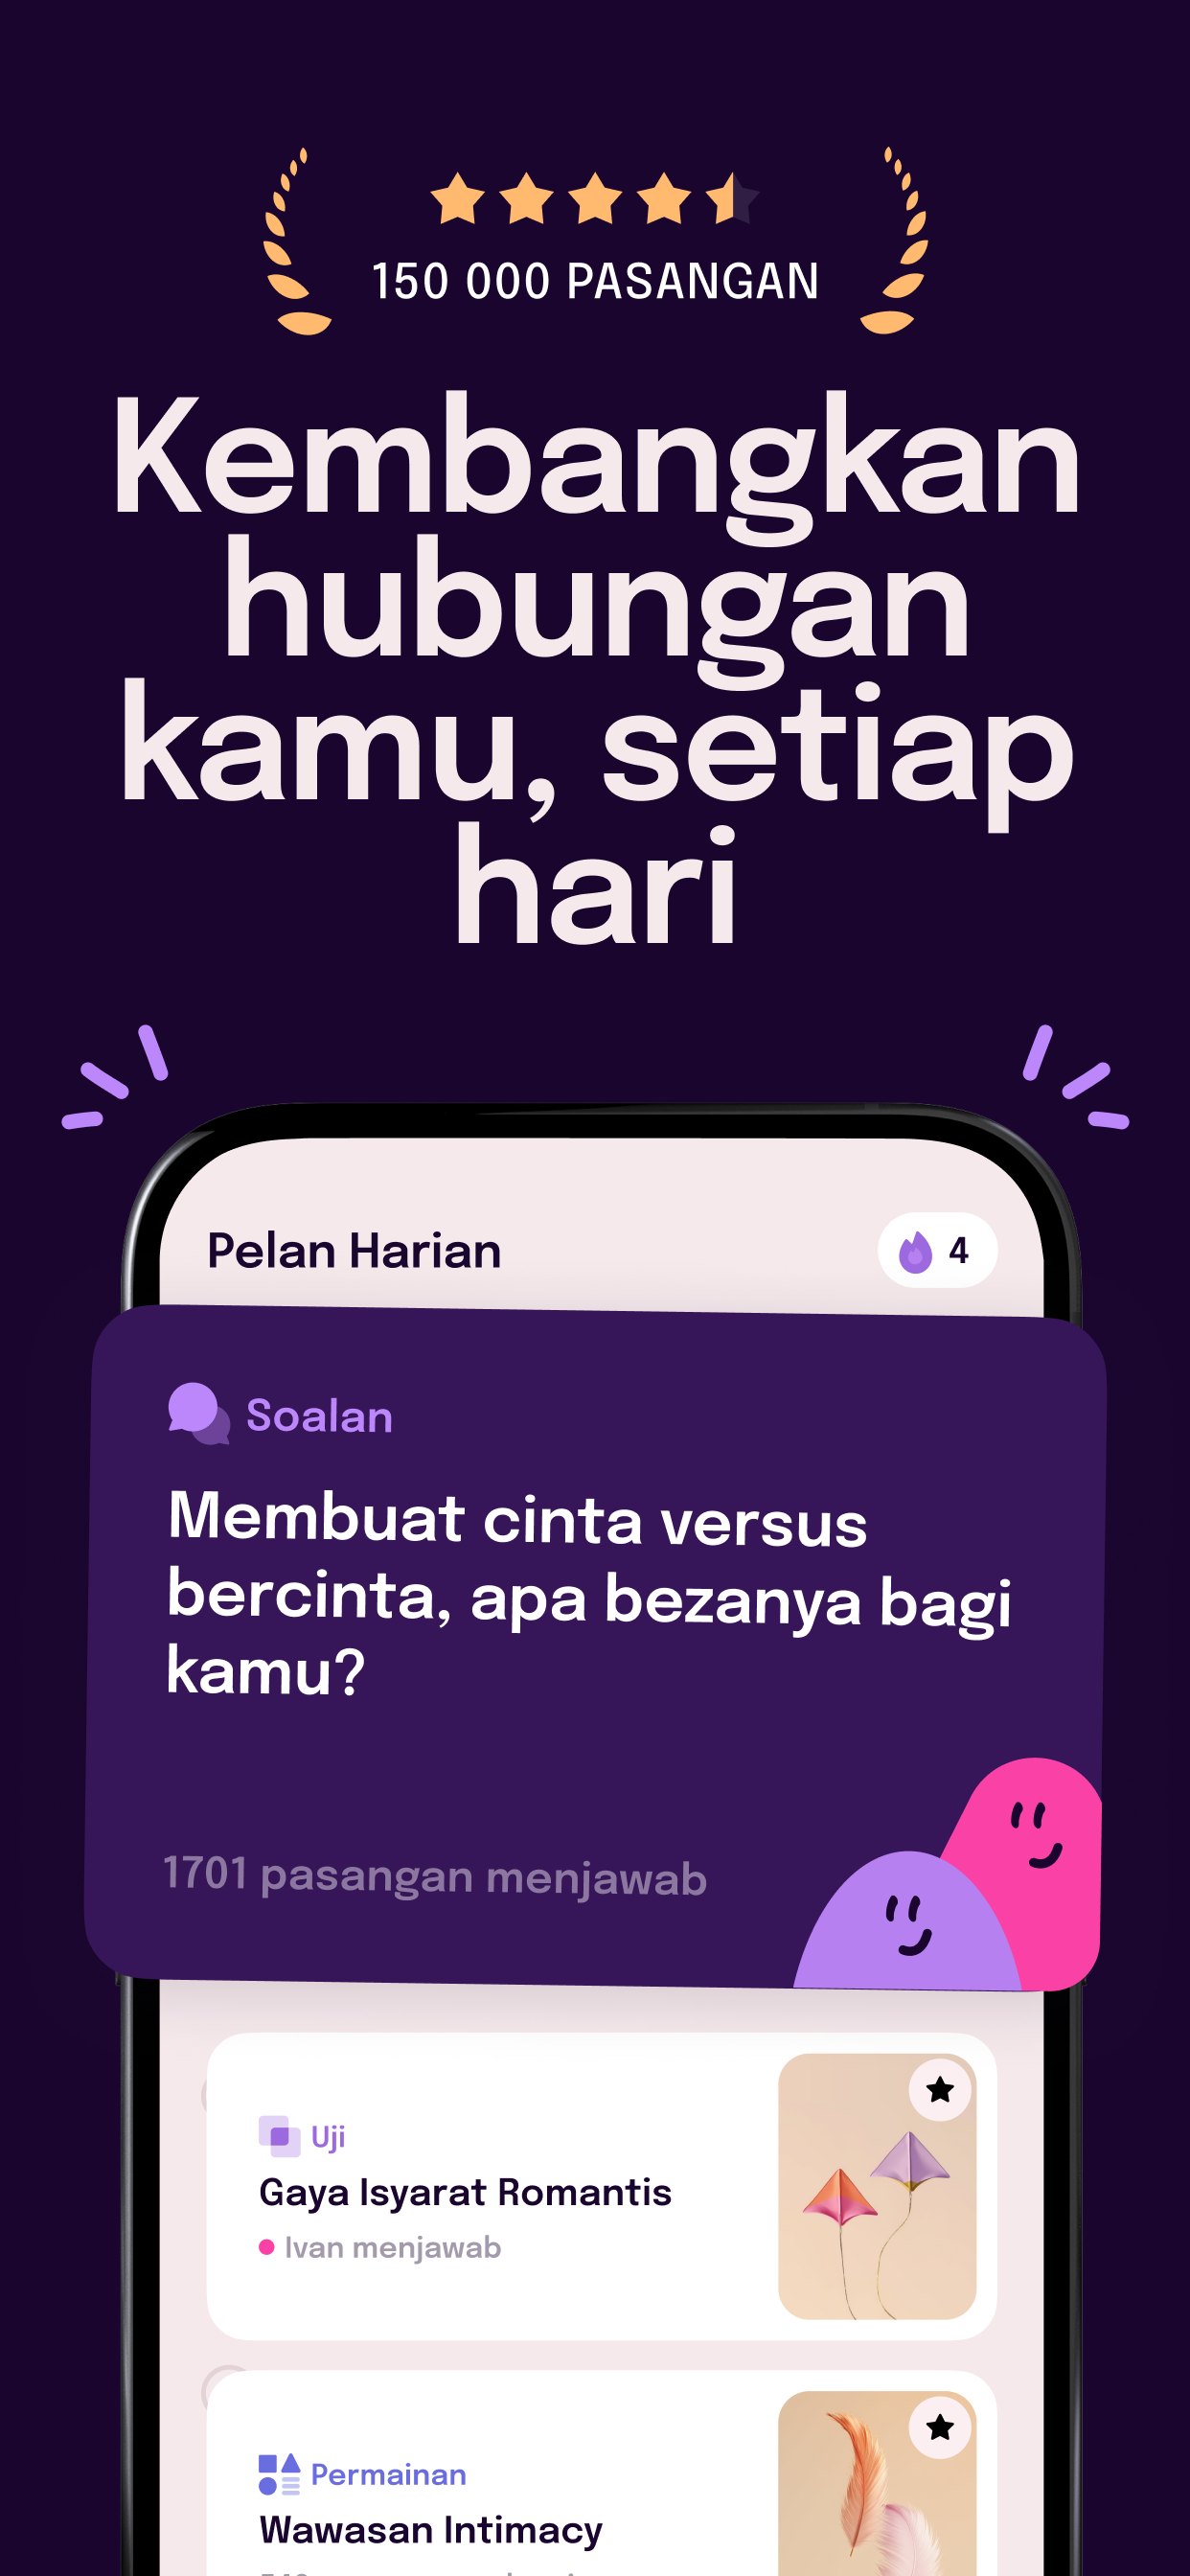 150 000 PASANGAN
Kembangkan
hubungan
kamu, setiap
hari
Pelan Harian
4
Soalan
Membuat cinta versus
bercinta, apa bezanya bagi
kamu?
1701 pasangan menjawab
Uji
Gaya Isyarat Romantis
Ivan menjawab
Permainan
Wawasan Intimacy